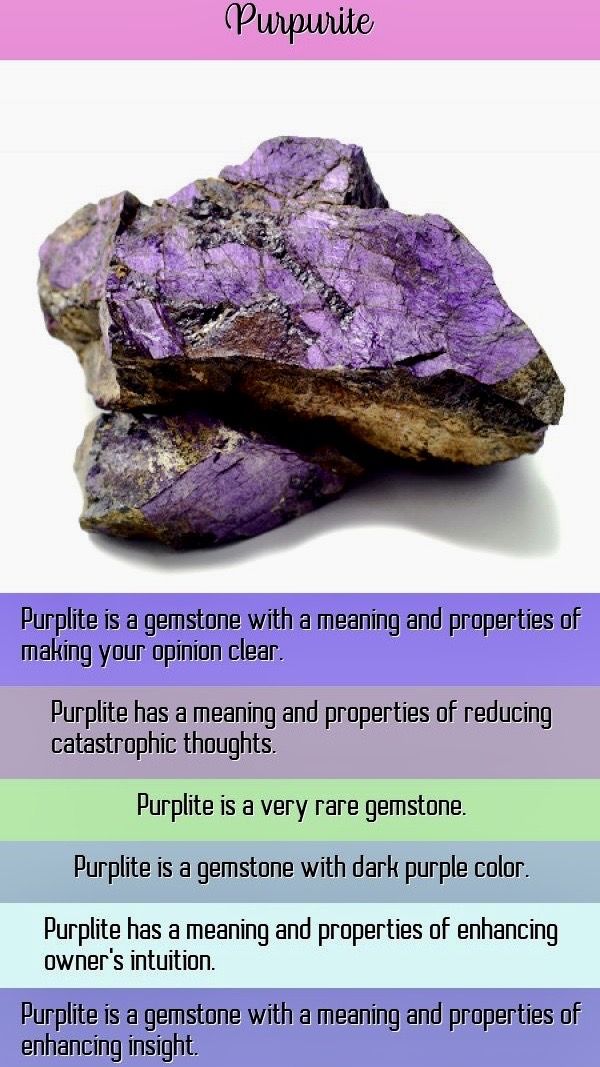 Purpurite
Purplite is a gemstone with a meaning and properties of
making your opinion clear.
Purplite has a meaning and properties of reducing
catastrophic thoughts.
Purplite is a very rare gemstone.
Purplite is a gemstone with dark purple color.
Purplite has a meaning and properties of enhancing
owner's intuition.
Purplite is a gemstone with a meaning and properties of
enhancing insight.